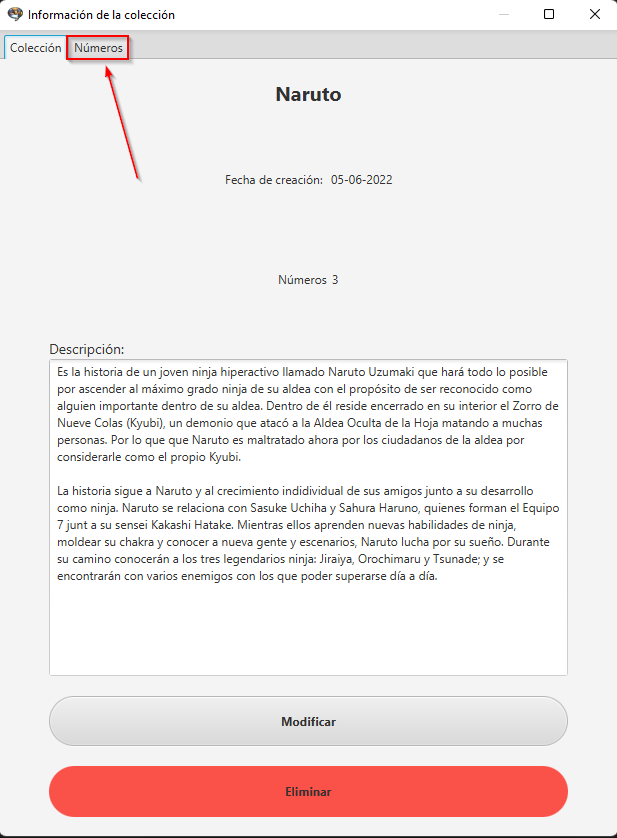 Información de la colección
Colección Números
Naruto
Fecha de creación: 05-06-2022
Números 3
Descripción:
Es la historia de un joven ninja hiperactivo llamado Naruto Uzumaki que hará todo lo posible
por ascender al máximo grado ninja de su aldea con el propósito de ser reconocido como
alguien importante dentro de su aldea. Dentro de él reside encerrado en su interior el Zorro de
Nueve Colas (Kyubi), un demonio que atacó a la Aldea Oculta de la Hoja matando a muchas
personas. Por lo que que Naruto es maltratado ahora por los ciudadanos de la aldea por
considerarle como el propio Kyubi.
La historia sigue a Naruto y al crecimiento indidividual de sus amigos junto a su desarrollo
como ninja. Naruto se relaciona con Sasuke Uchiha y Sahura Haruno, quienes forman el Equipo
7 junt a su sensei Kakashi Hatake. Mientras ellos aprenden nuevas habilidades de ninja,
moldear su chakra y conocer a nueva gente y escenarios, Naruto lucha por su sueño. Durante
su camino conocerán a los tres legendarios ninja: Jiraiya, Orochimaru y Tsunade; y se
encontrarán con varios enemigos con los que poder superarse día a día.
Modificar
Eliminar